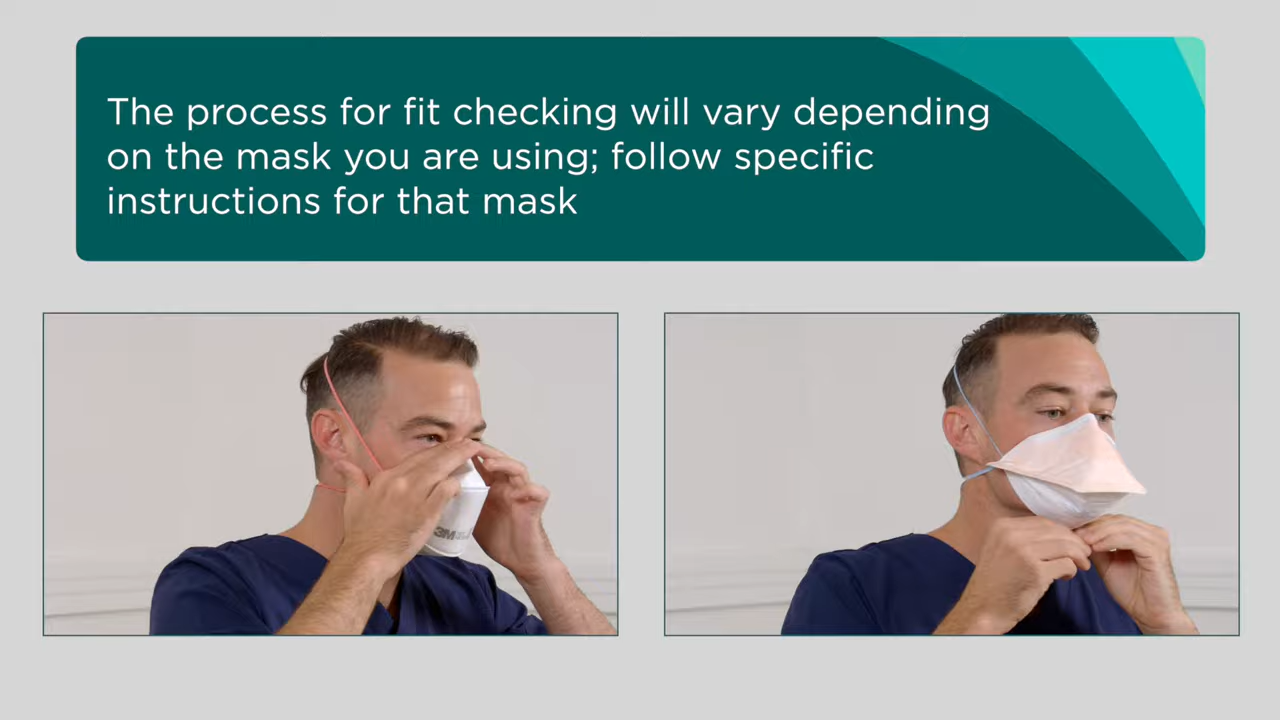 The process for fit checking will vary depending
on the mask you are using; follow specific
instructions for that mask
3M